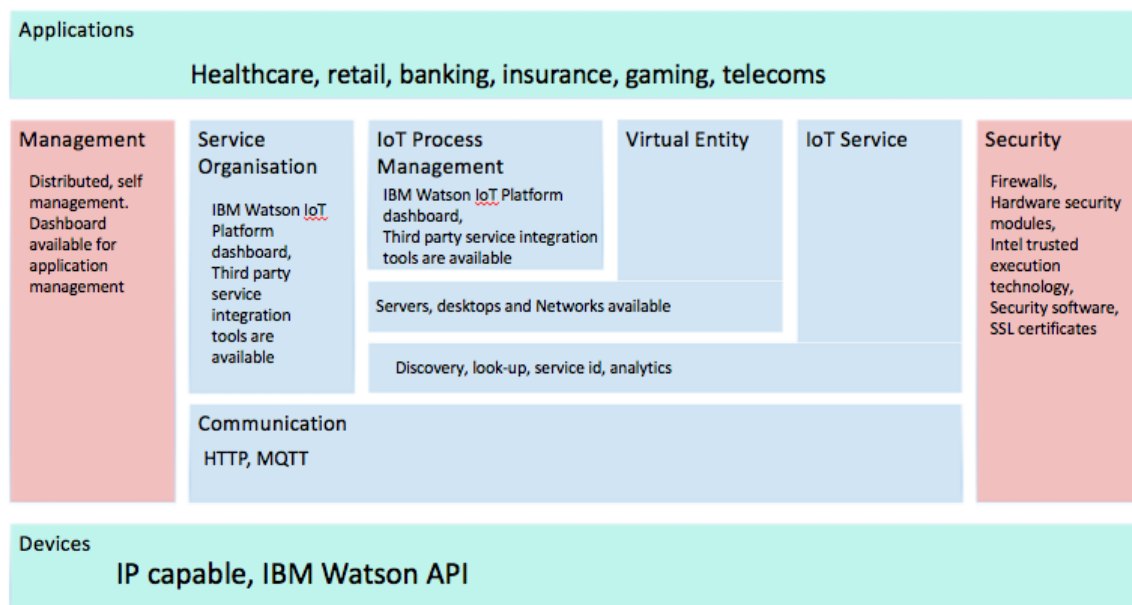 Applications
Healthcare, retail, banking, insurance, gaming, telecoms
Management
Distributed, self
management.
Dashboard
available for
application
management
Service
Organisation
IBM Watson IoT
Platform
dashboard,
Third party
service
integration
tools are
available
IoT Process
Management
IBM Watson IoT Platform
dashboard,
Third party service integration
tools are available
Virtual Entity
Servers, desktops and Networks available
IoT Service
Discovery, look-up, service id, analytics
Security
Firewalls,
Hardware security
modules,
Intel trusted
execution
technology,
Security software,
SSL certificates
Communication
HTTP, MQTT
Devices
IP capable, IBM Watson API